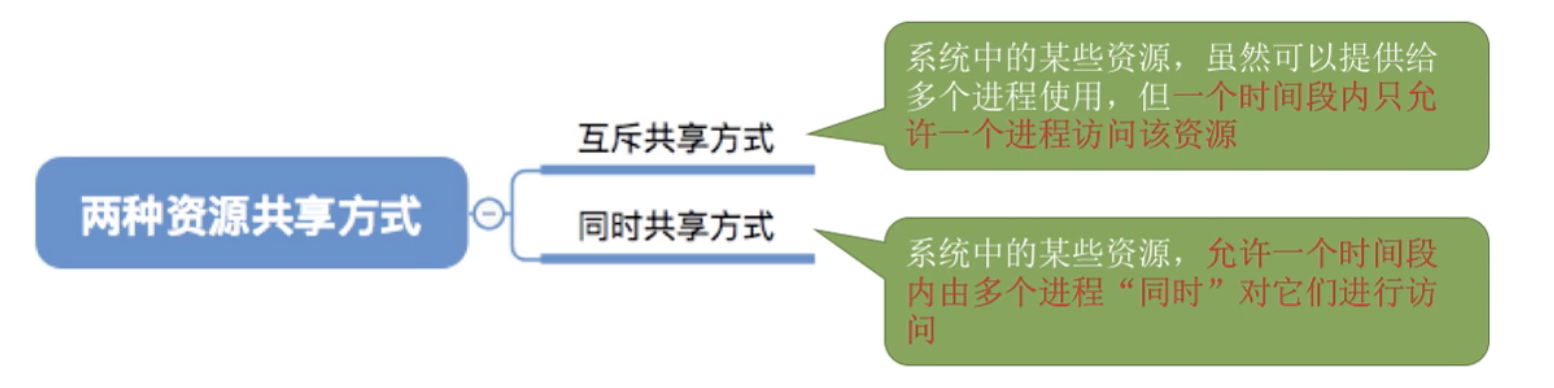 两种资源共享方式
互斥共享方式
系统中的某些资源，虽然可以提供给
多个进程使用，但一个时间段内只允
许一个进程访问该资源
同时共享方式
系统中的某些资源，允许一个时间段
内由多个进程“同时”对它们进行访
问